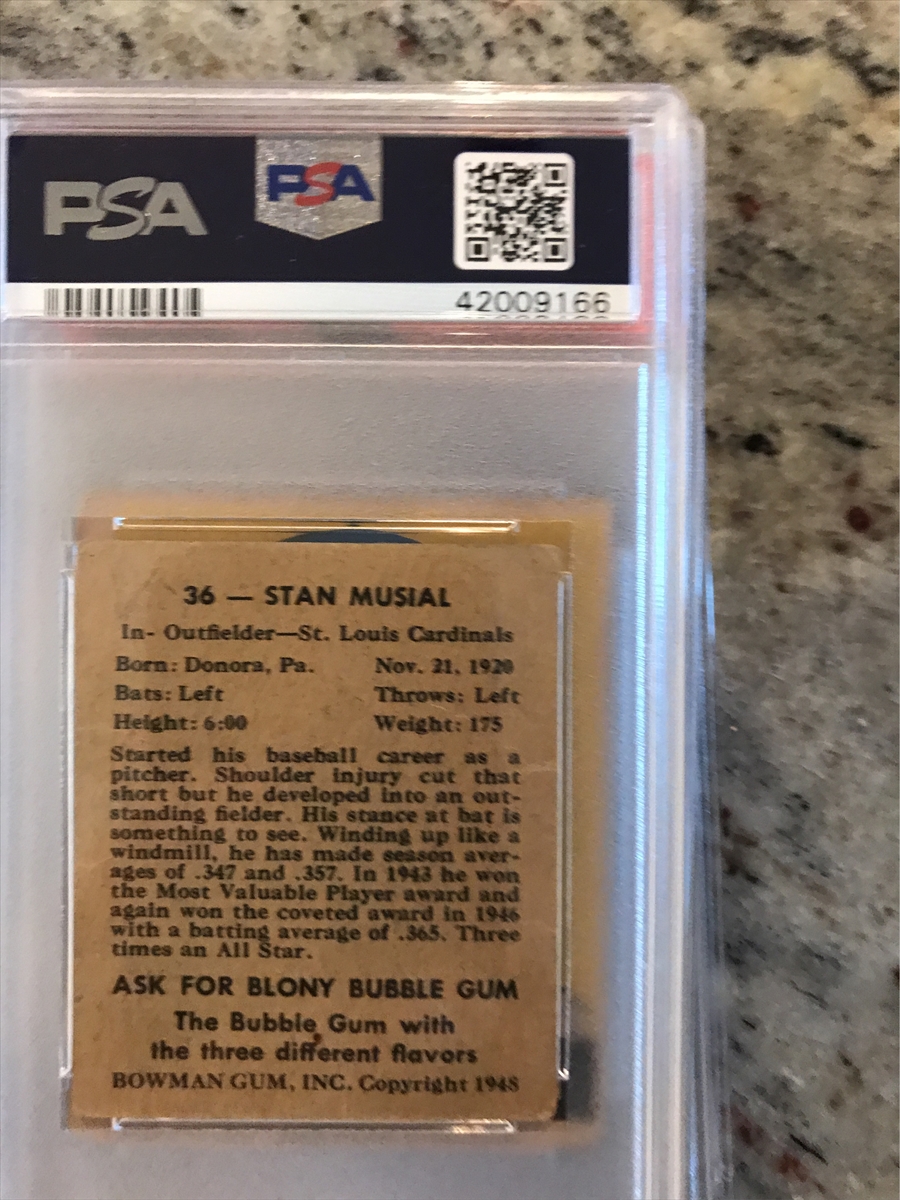 PSA PSA
42009166
36 — STAN MUSIAL
In- Outfielder—St. Louis Cardinals
Born: Donora, Pa. Nov. 21, 1920
Bats: Left Throws: Left
Height: 6:00 Weight: 175
Started his baseball career as a
pitcher. Shoulder injury cut that
short but he developed into an out-
standing fielder. His stance at bat is
something to see. Winding up like a
windmill, he has made season aver-
ages of .347 and .357. In 1943 he won
the Most Valuable Player award and
again won the coveted award in 1946
with a batting average of .365. Three
times an All Star.
ASK FOR BLONY BUBBLE GUM
The Bubble Gum with
the three different flavors
BOWMAN GUM, INC. Copyright 1948